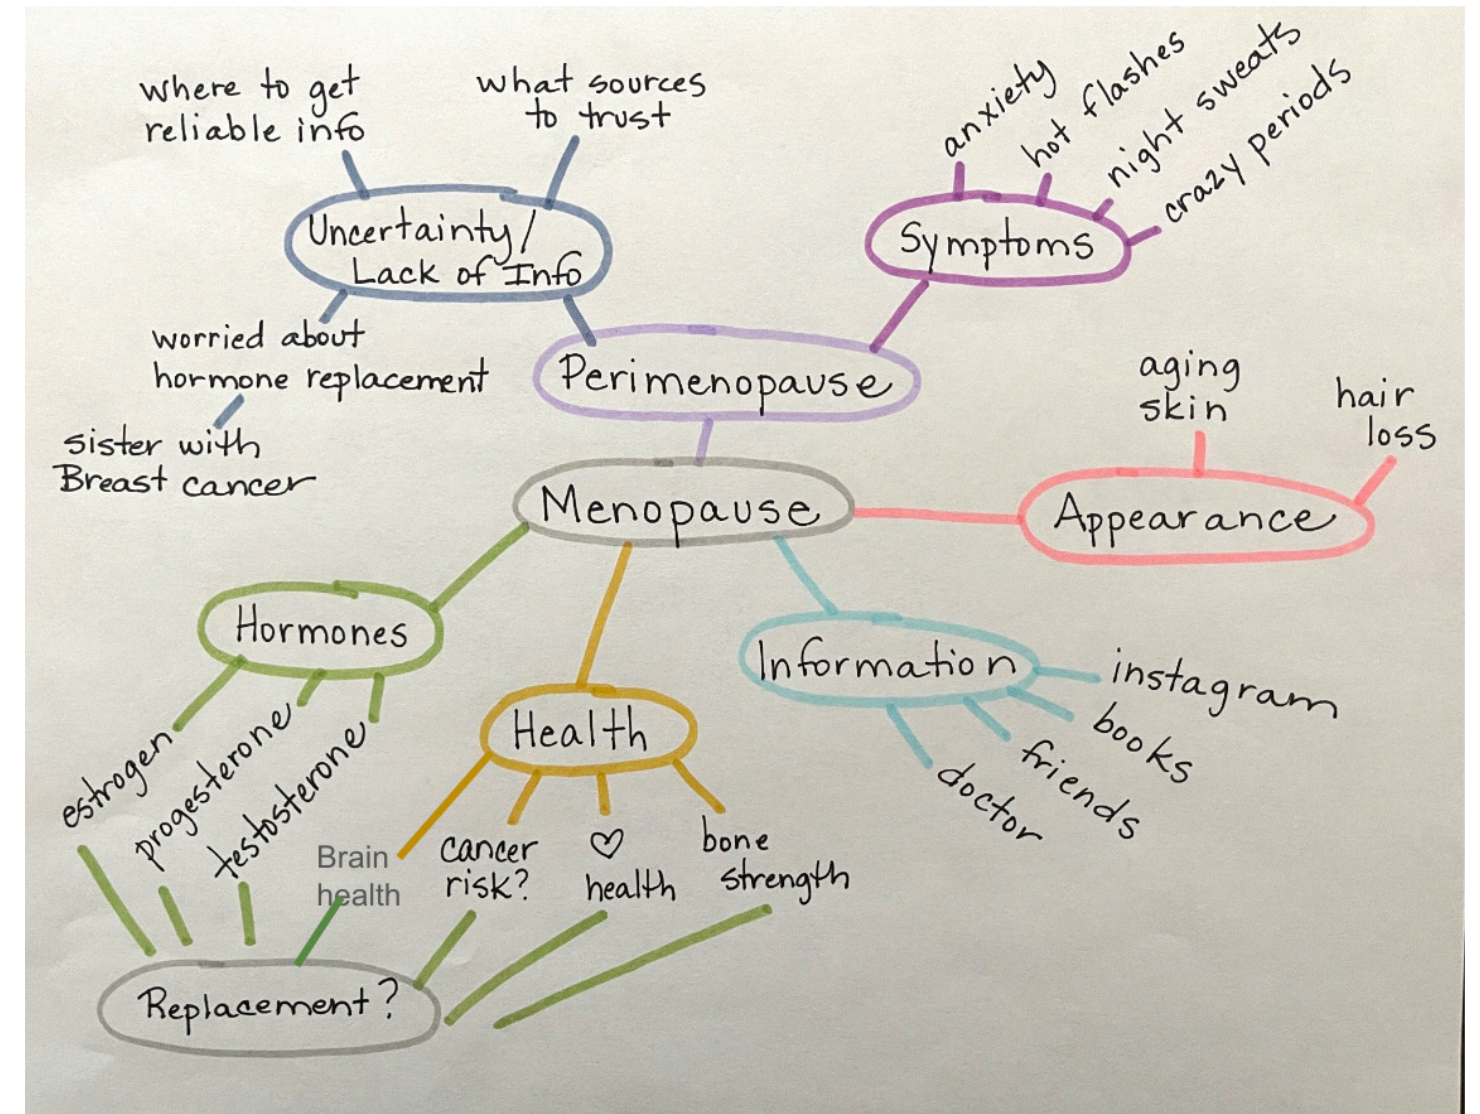 where to get
reliable info
what sources
to trust
anxiety
hot flashes
night sweats
crazy periods
Uncertainty/
Lack of Info
Symptoms
worried about
hormone replacement
sister with
Breast cancer
Perimenopause
aging
skin
hair
loss
Menopause
Appearance
Hormones
Information
instagram
books
friends
doctor
Health
estrogen
progesterone
testosterone
Brain
health
cancer
risk?
♡
health
bone
strength
Replacement?